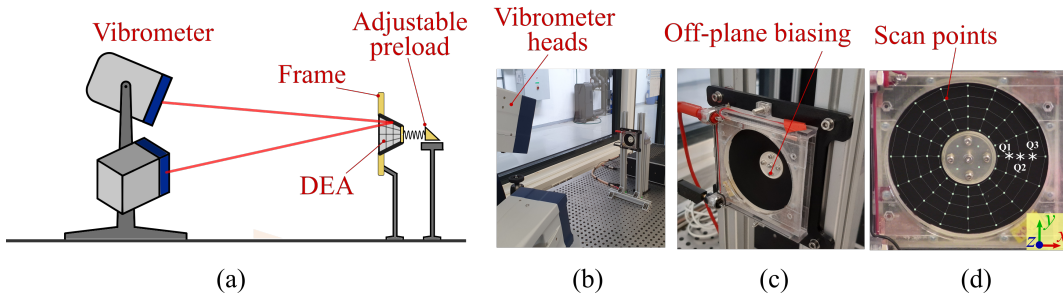 Vibrometer
Frame
Adjustable
preload
DEA
(a)
Vibrometer
heads
(b)
Off-plane biasing
(c)
Scan points
Q1
Q3
Q2
y
z
x
(d)